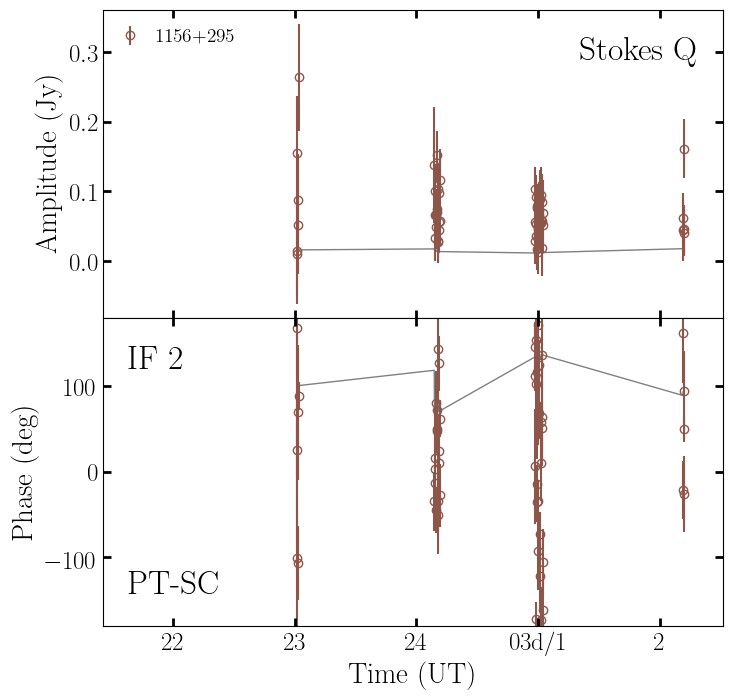 1156+295
Stokes Q
0.3
0.2
0.1
0.0
Amplitude (Jy)
IF 2
100
0
−100
Phase (deg)
PT-SC
22 23 24 03d/1 2
Time (UT)